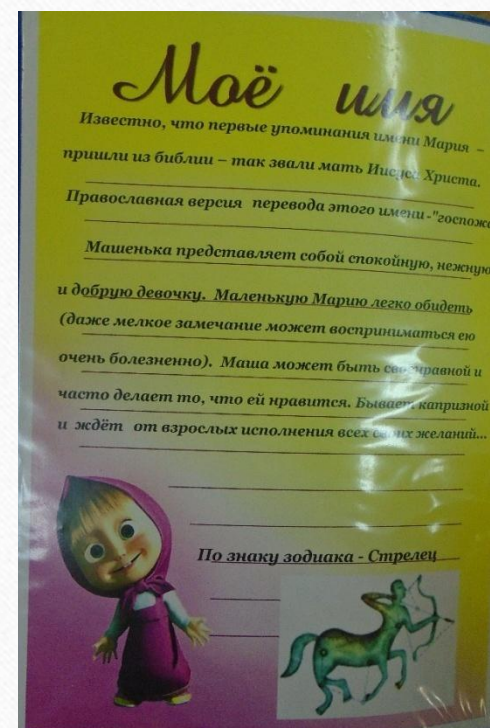 Моё имя
Известно, что первые упоминания имени Мария –
пришли из библии – так звали мать Иисуса Христа.
Православная версия перевода этого имени -"госпожа
Машенька представляет собой спокойную, нежную
и добрую девочку. Маленькую Марию легко обидеть
(даже мелкое замечание может восприниматься ею
очень болезненно). Маша может быть своенравной и
часто делает то, что ей нравится. Бывает капризной
и ждёт от взрослых исполнения всех своих желаний...
По знаку зодиака - Стрелец